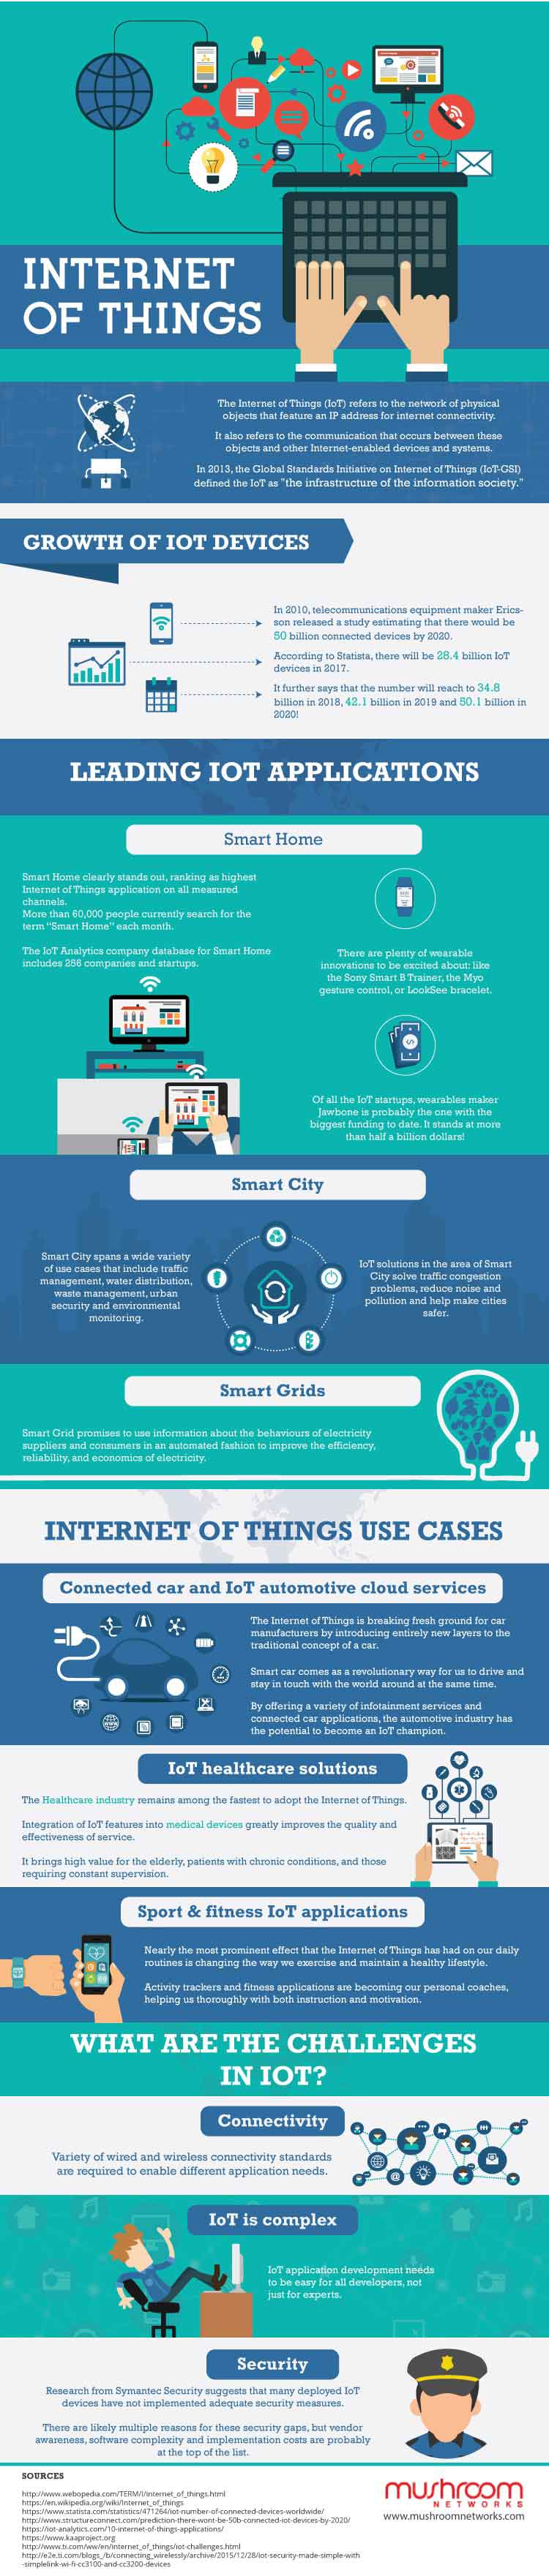 INTERNET
OF THINGS
The Internet of Things (IoT) refers to the network of physical
objects that feature an IP address for internet connectivity.
It also refers to the communication that occurs between these
objects and other Internet-enabled devices and systems.
In 2013, the Global Standards Initiative on Internet of Things (IoT-GSI)
defined the IoT as "the infrastructure of the information society."
GROWTH OF IOT DEVICES
In 2010, telecommunications equipment maker Erics-
son released a study estimating that there would be
50 billion connected devices by 2020.
According to Statista, there will be 28.4 billion IoT
devices in 2017.
It further says that the number will reach to 34.8
billion in 2018, 42.1 billion in 2019 and 50.1 billion in
2020!
LEADING IOT APPLICATIONS
Smart Home
Smart Home clearly stands out, ranking as highest
Internet of Things application on all measured
channels.
More than 60,000 people currently search for the
term "Smart Home" each month.
The IoT Analytics company database for Smart Home
includes 256 companies and startups.
There are plenty of wearable
innovations to be excited about: like
the Sony Smart B Trainer, the Myo
gesture control, or LookSee bracelet.
Of all the IoT startups, wearables maker
Jawbone is probably the one with the
biggest funding to date. It stands at more
than half a billion dollars!
Smart City
Smart City spans a wide variety
of use cases that include traffic
management, water distribution,
waste management, urban
security and environmental
monitoring.
IoT solutions in the area of Smart
City solve traffic congestion
problems, reduce noise and
pollution and help make cities
safer.
Smart Grids
Smart Grid promises to use information about the behaviours of electricity
suppliers and consumers in an automated fashion to improve the efficiency,
reliability, and economics of electricity.
INTERNET OF THINGS USE CASES
Connected car and IoT automotive cloud services
The Internet of Things is breaking fresh ground for car
manufacturers by introducing entirely new layers to the
traditional concept of a car.
Smart car comes as a revolutionary way for us to drive and
stay in touch with the world around at the same time.
By offering a variety of infotainment services and
connected car applications, the automotive industry has
the potential to become an IoT champion.
IoT healthcare solutions
The Healthcare industry remains among the fastest to adopt the Internet of Things.
Integration of IoT features into medical devices greatly improves the quality and
effectiveness of service.
It brings high value for the elderly, patients with chronic conditions, and those
requiring constant supervision.
Sport & fitness IoT applications
Nearly the most prominent effect that the Internet of Things has had on our daily
routines is changing the way we exercise and maintain a healthy lifestyle.
Activity trackers and fitness applications are becoming our personal coaches,
helping us thoroughly with both instruction and motivation.
WHAT ARE THE CHALLENGES
IN IOT?
Connectivity
Variety of wired and wireless connectivity standards
are required to enable different application needs.
IoT is complex
IoT application development needs
to be easy for all developers, not
just for experts.
Security
Research from Symantec Security suggests that many deployed IoT
devices have not implemented adequate security measures.
There are likely multiple reasons for these security gaps, but vendor
awareness, software complexity and implementation costs are probably
at the top of the list.
SOURCES
http://www.webopedia.com/TERM/I/internet_of_things.html
https://en.wikipedia.org/wiki/Internet_of_things
https://www.statista.com/statistics/471264/iot-number-of-connected-devices-worldwide/
http://www.structureconnect.com/prediction-there-wont-be-50b-connected-iot-devices-by-2020/
https://iot-analytics.com/10-internet-of-things-applications/
https://www.kaaproject.org
http://www.ti.com/ww/en/internet_of_things/iot-challenges.html
http://e2e.ti.com/blogs_/b/connecting_wirelessly/archive/2015/12/28/iot-security-made-simple-with
-simplelink-wi-fi-cc3100-and-cc3200-devices
mushroom
NETWORKS
www.mushroomnetworks.com